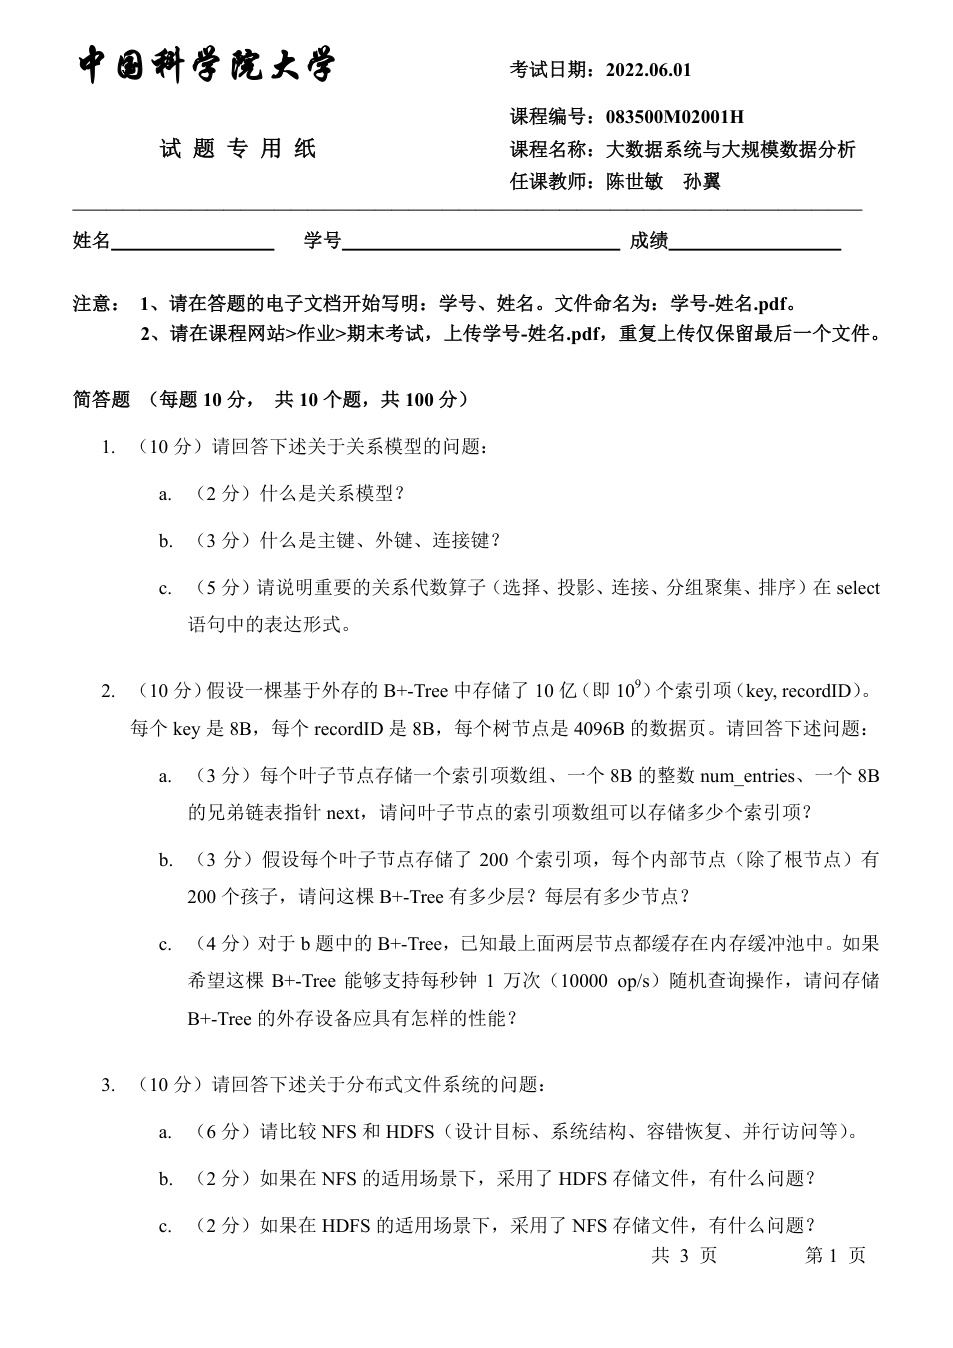 中国科学院大学
考试日期：2022.06.01
课程编号：083500M02001H
试 题 专 用 纸
课程名称：大数据系统与大规模数据分析
任课教师：陈世敏 孙翼
姓名 学号 成绩
注意： 1、请在答题的电子文档开始写明：学号、姓名。文件命名为：学号-姓名.pdf。
2、请在课程网站>作业>期末考试，上传学号-姓名.pdf，重复上传仅保留最后一个文件。
简答题 （每题 10 分， 共 10 个题，共 100 分）
1. （10 分）请回答下述关于关系模型的问题：
a. （2 分）什么是关系模型？
b. （3 分）什么是主键、外键、连接键？
c. （5 分）请说明重要的关系代数算子（选择、投影、连接、分组聚集、排序）在 select
语句中的表达形式。
2. （10 分）假设一棵基于外存的 B+-Tree 中存储了 10 亿（即 10⁹）个索引项（key, recordID）。
每个 key 是 8B，每个 recordID 是 8B，每个树节点是 4096B 的数据页。请回答下述问题：
a. （3 分）每个叶子节点存储一个索引项数组、一个 8B 的整数 num_entries、一个 8B
的兄弟链表指针 next，请问叶子节点的索引项数组可以存储多少个索引项？
b. （3 分）假设每个叶子节点存储了 200 个索引项，每个内部节点（除了根节点）有
200 个孩子，请问这棵 B+-Tree 有多少层？每层有多少节点？
c. （4 分）对于 b 题中的 B+-Tree，已知最上面两层节点都缓存在内存缓冲池中。如果
希望这棵 B+-Tree 能够支持每秒钟 1 万次（10000 op/s）随机查询操作，请问存储
B+-Tree 的外存设备应具有怎样的性能？
3. （10 分）请回答下述关于分布式文件系统的问题：
a. （6 分）请比较 NFS 和 HDFS（设计目标、系统结构、容错恢复、并行访问等）。
b. （2 分）如果在 NFS 的适用场景下，采用了 HDFS 存储文件，有什么问题？
c. （2 分）如果在 HDFS 的适用场景下，采用了 NFS 存储文件，有什么问题？
共 3 页 第 1 页